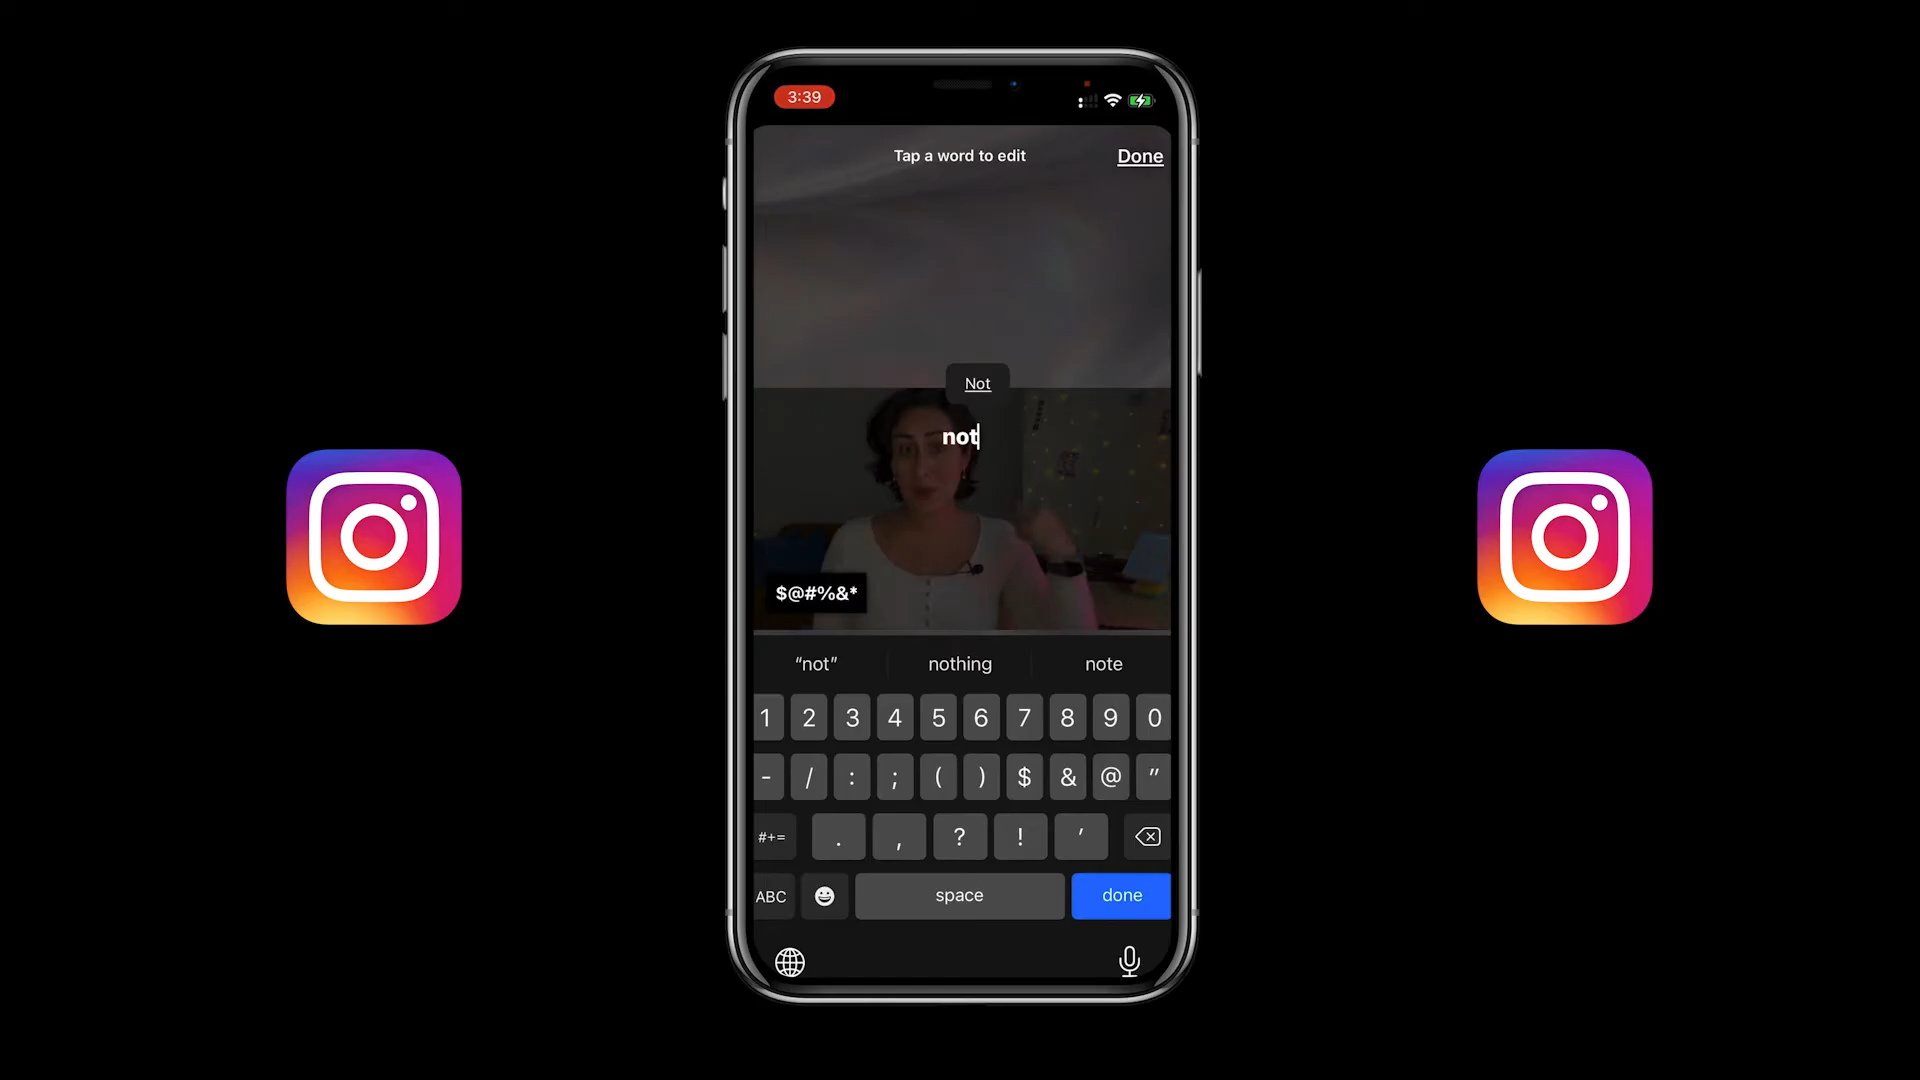 3:39
Tap a word to edit Done
Not
not
$@#%&*
“not” nothing note
1 2 3 4 5 6 7 8 9 0
- / : ; ( ) $ & @ "
#+= . , ? ! '
ABC space done